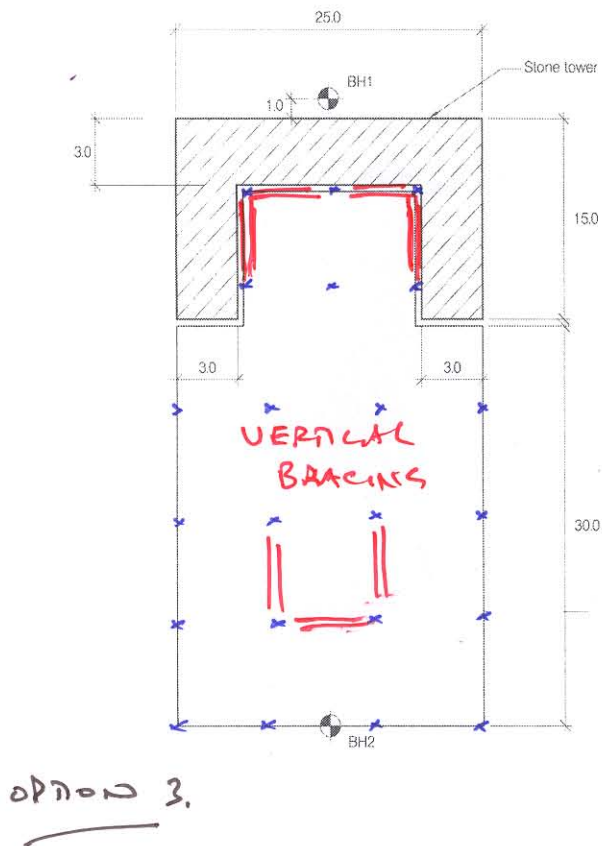 25.0
BH1
Stone tower
1.0
3.0
15.0
3.0
3.0
VERTICAL
BRACING
30.0
BH2
OPTION 3.